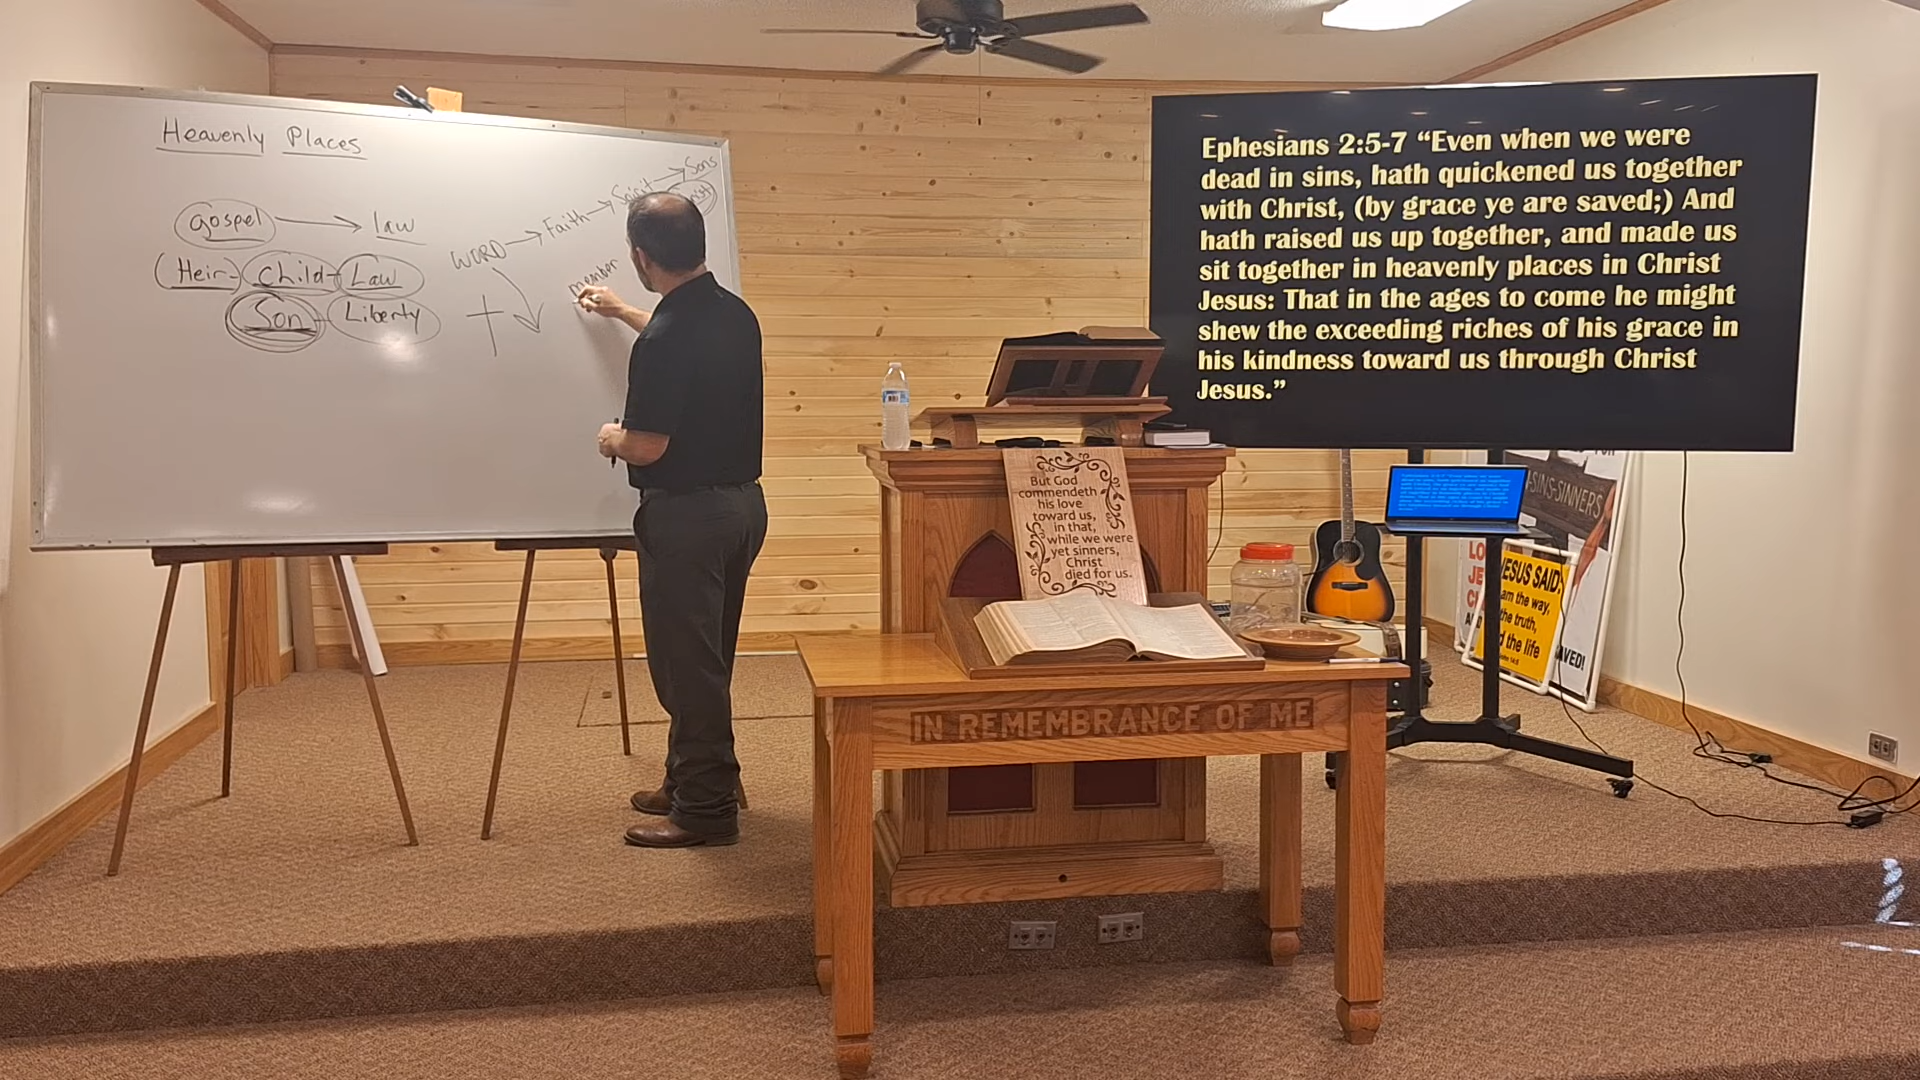 Heavenly Places
gospel → law
(Heir - Child - Law
Son - Liberty
WORD → Faith → Spirit → Sons
member
Ephesians 2:5-7 “Even when we were
dead in sins, hath quickened us together
with Christ, (by grace ye are saved;) And
hath raised us up together, and made us
sit together in heavenly places in Christ
Jesus: That in the ages to come he might
shew the exceeding riches of his grace in
his kindness toward us through Christ
Jesus.”
But God
commendeth
his love
toward us,
in that,
while we were
yet sinners,
Christ
died for us.
IN REMEMBRANCE OF ME
-SINS-SINNERS
JESUS SAID:
am the way,
the truth,
d the life
AVED!